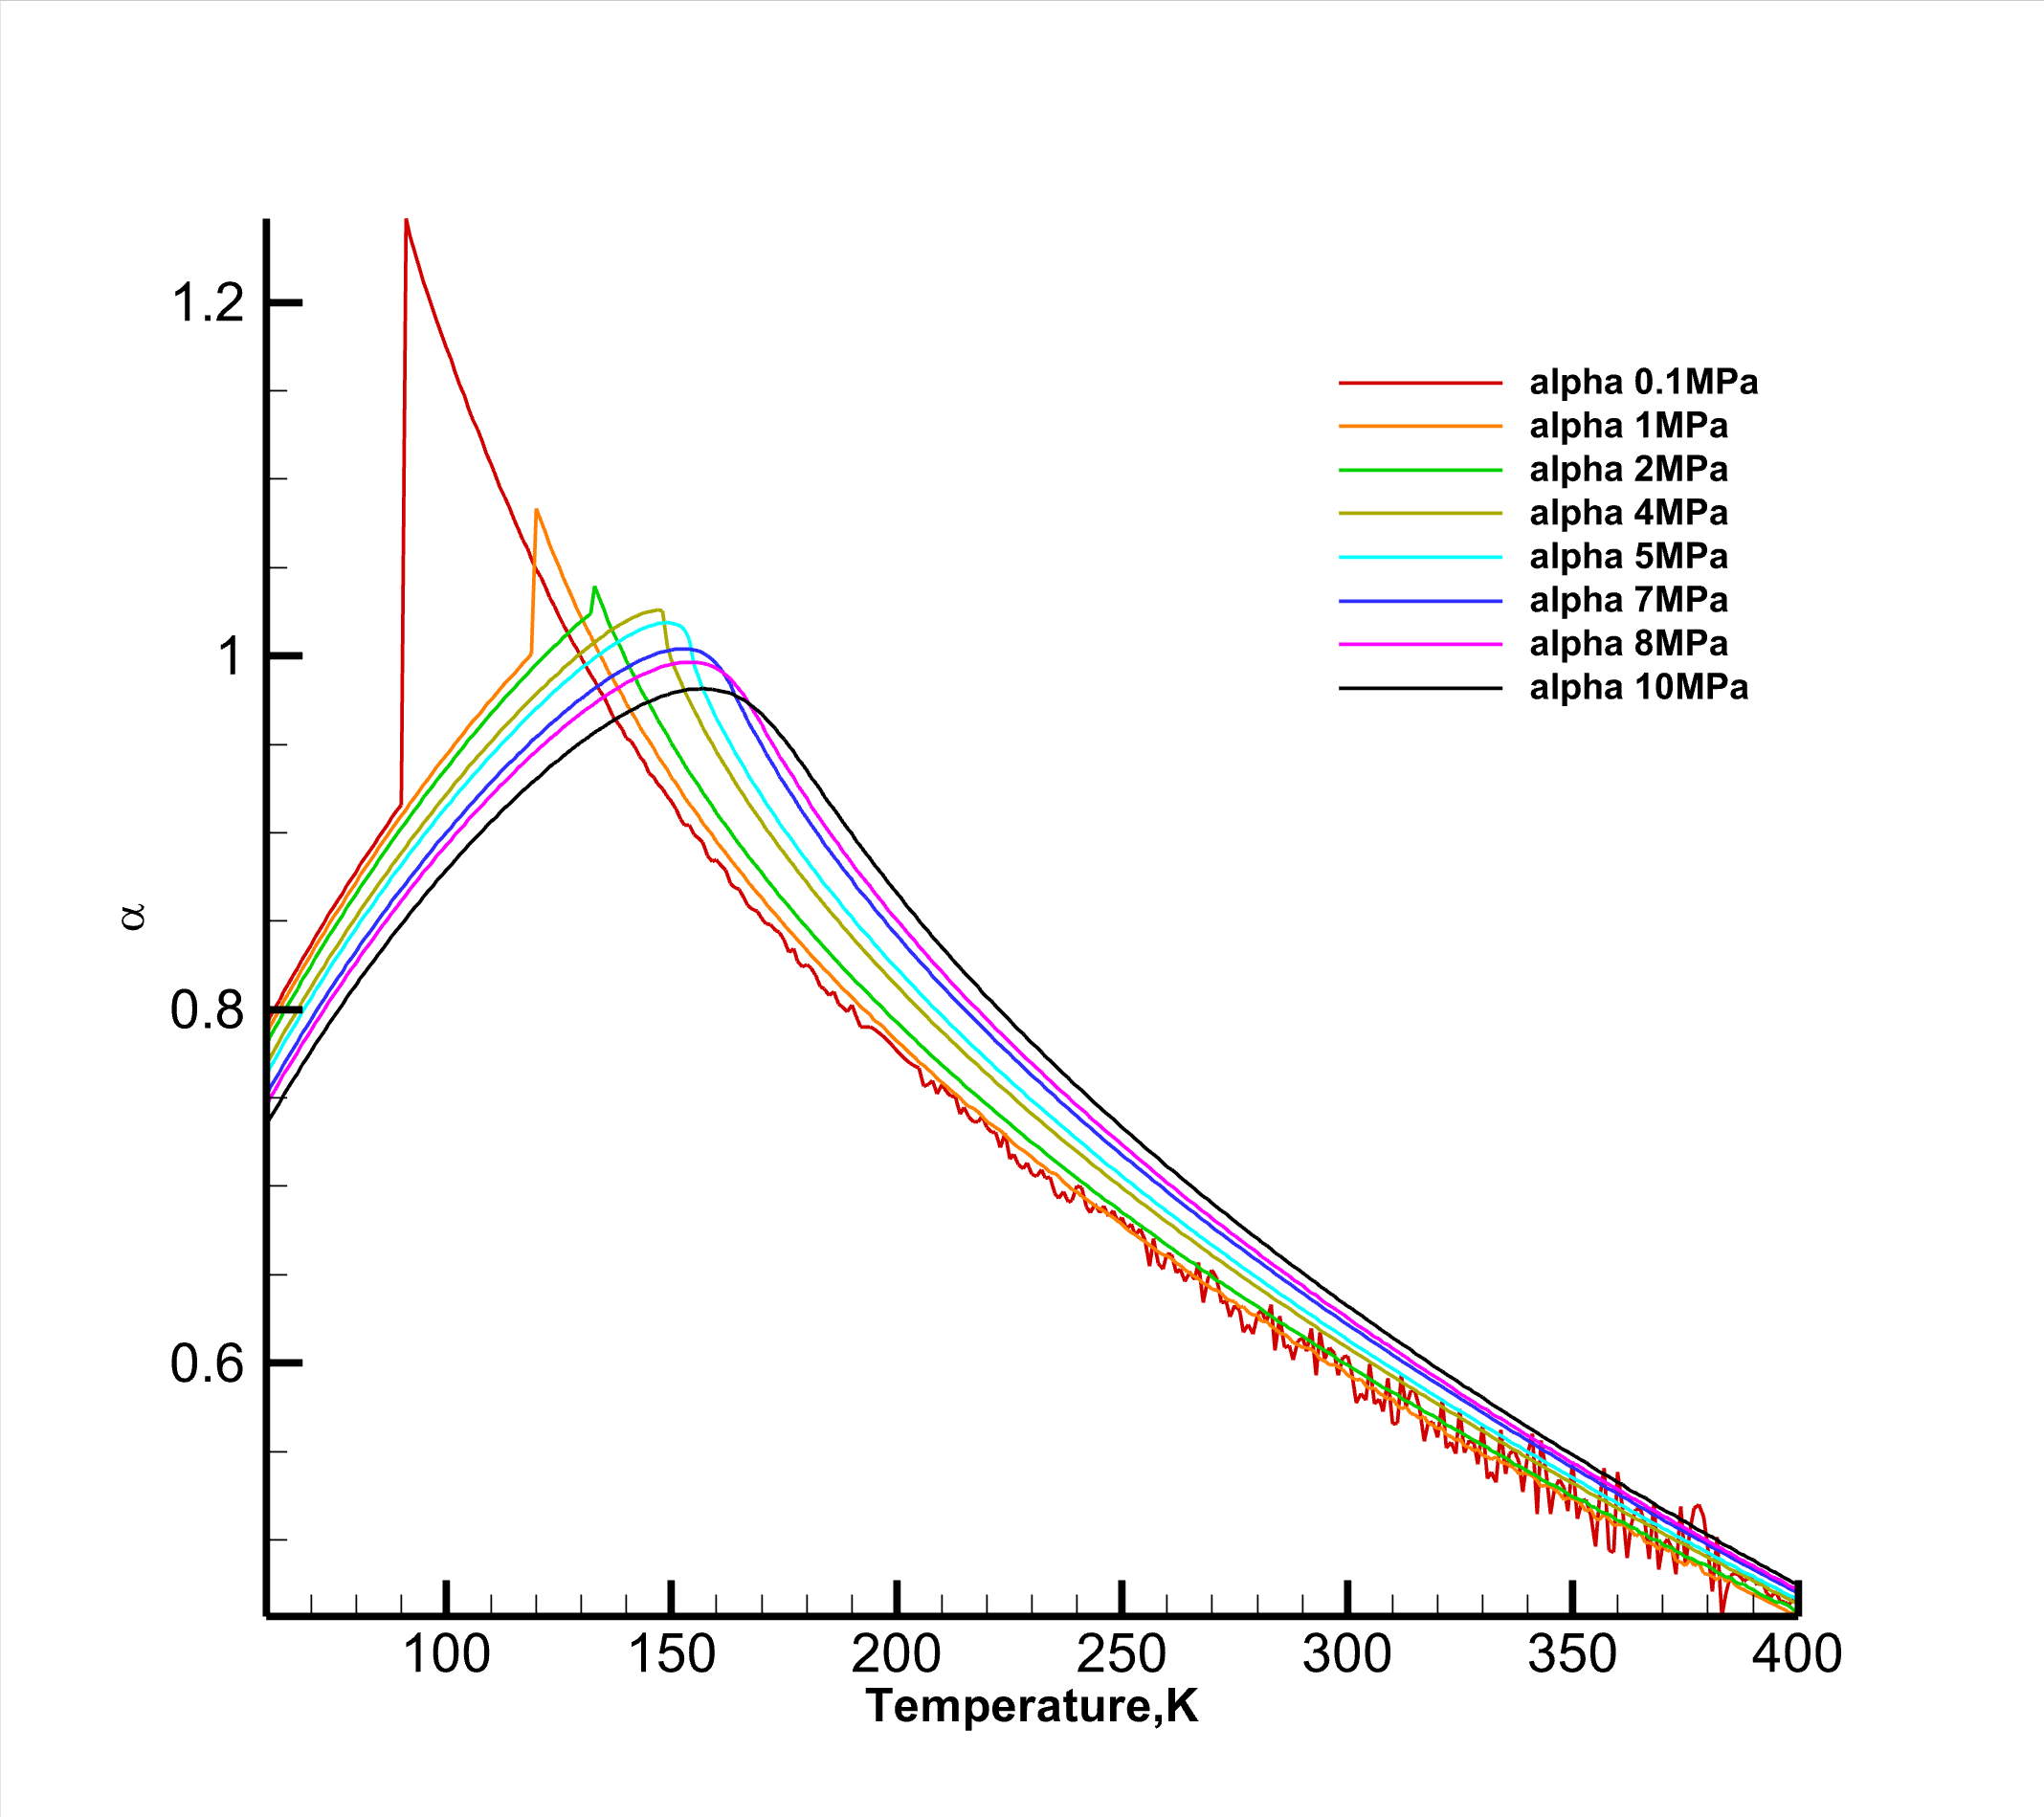 1.2
1
0.8
0.6
α
alpha 0.1MPa
alpha 1MPa
alpha 2MPa
alpha 4MPa
alpha 5MPa
alpha 7MPa
alpha 8MPa
alpha 10MPa
100 150 200 250 300 350 400
Temperature,K